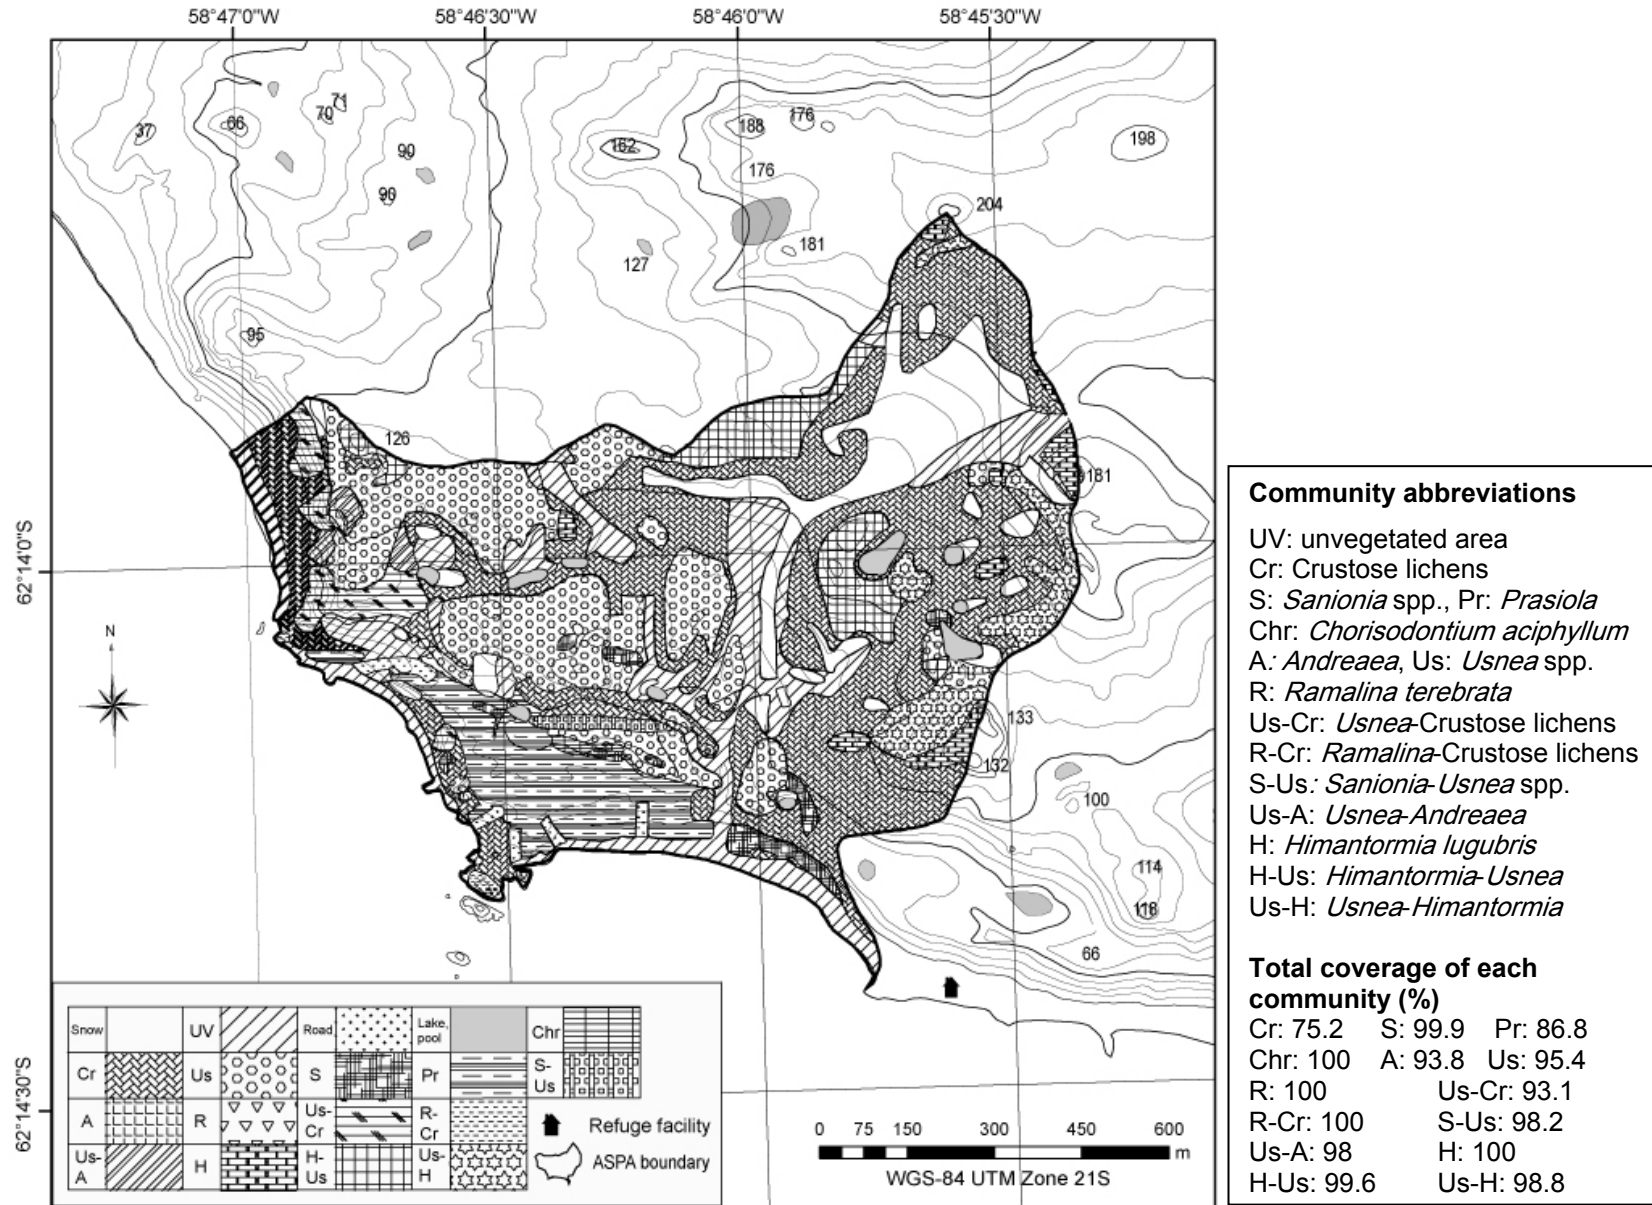 58°47'0"W
58°46'30"W
58°46'0"W
58°45'30"W
37
66
70
71
90
90
162
188
176
176
198
204
181
127
95
126
181
62°14'0"S
N
133
132
100
114
118
66
62°14'30"S
Snow
UV
Road
Lake, pool
Chr
Cr
Us
S
Pr
S-Us
A
R
Us-Cr
R-Cr
Refuge facility
Us-A
H
H-Us
Us-H
ASPA boundary
0 75 150 300 450 600 m
WGS-84 UTM Zone 21S
Community abbreviations
UV: unvegetated area
Cr: Crustose lichens
S: Sanionia spp., Pr: Prasiola
Chr: Chorisodontium aciphyllum
A: Andreaea, Us: Usnea spp.
R: Ramalina terebrata
Us-Cr: Usnea-Crustose lichens
R-Cr: Ramalina-Crustose lichens
S-Us: Sanionia-Usnea spp.
Us-A: Usnea-Andreaea
H: Himantormia lugubris
H-Us: Himantormia-Usnea
Us-H: Usnea-Himantormia
Total coverage of each
community (%)
Cr: 75.2 S: 99.9 Pr: 86.8
Chr: 100 A: 93.8 Us: 95.4
R: 100 Us-Cr: 93.1
R-Cr: 100 S-Us: 98.2
Us-A: 98 H: 100
H-Us: 99.6 Us-H: 98.8